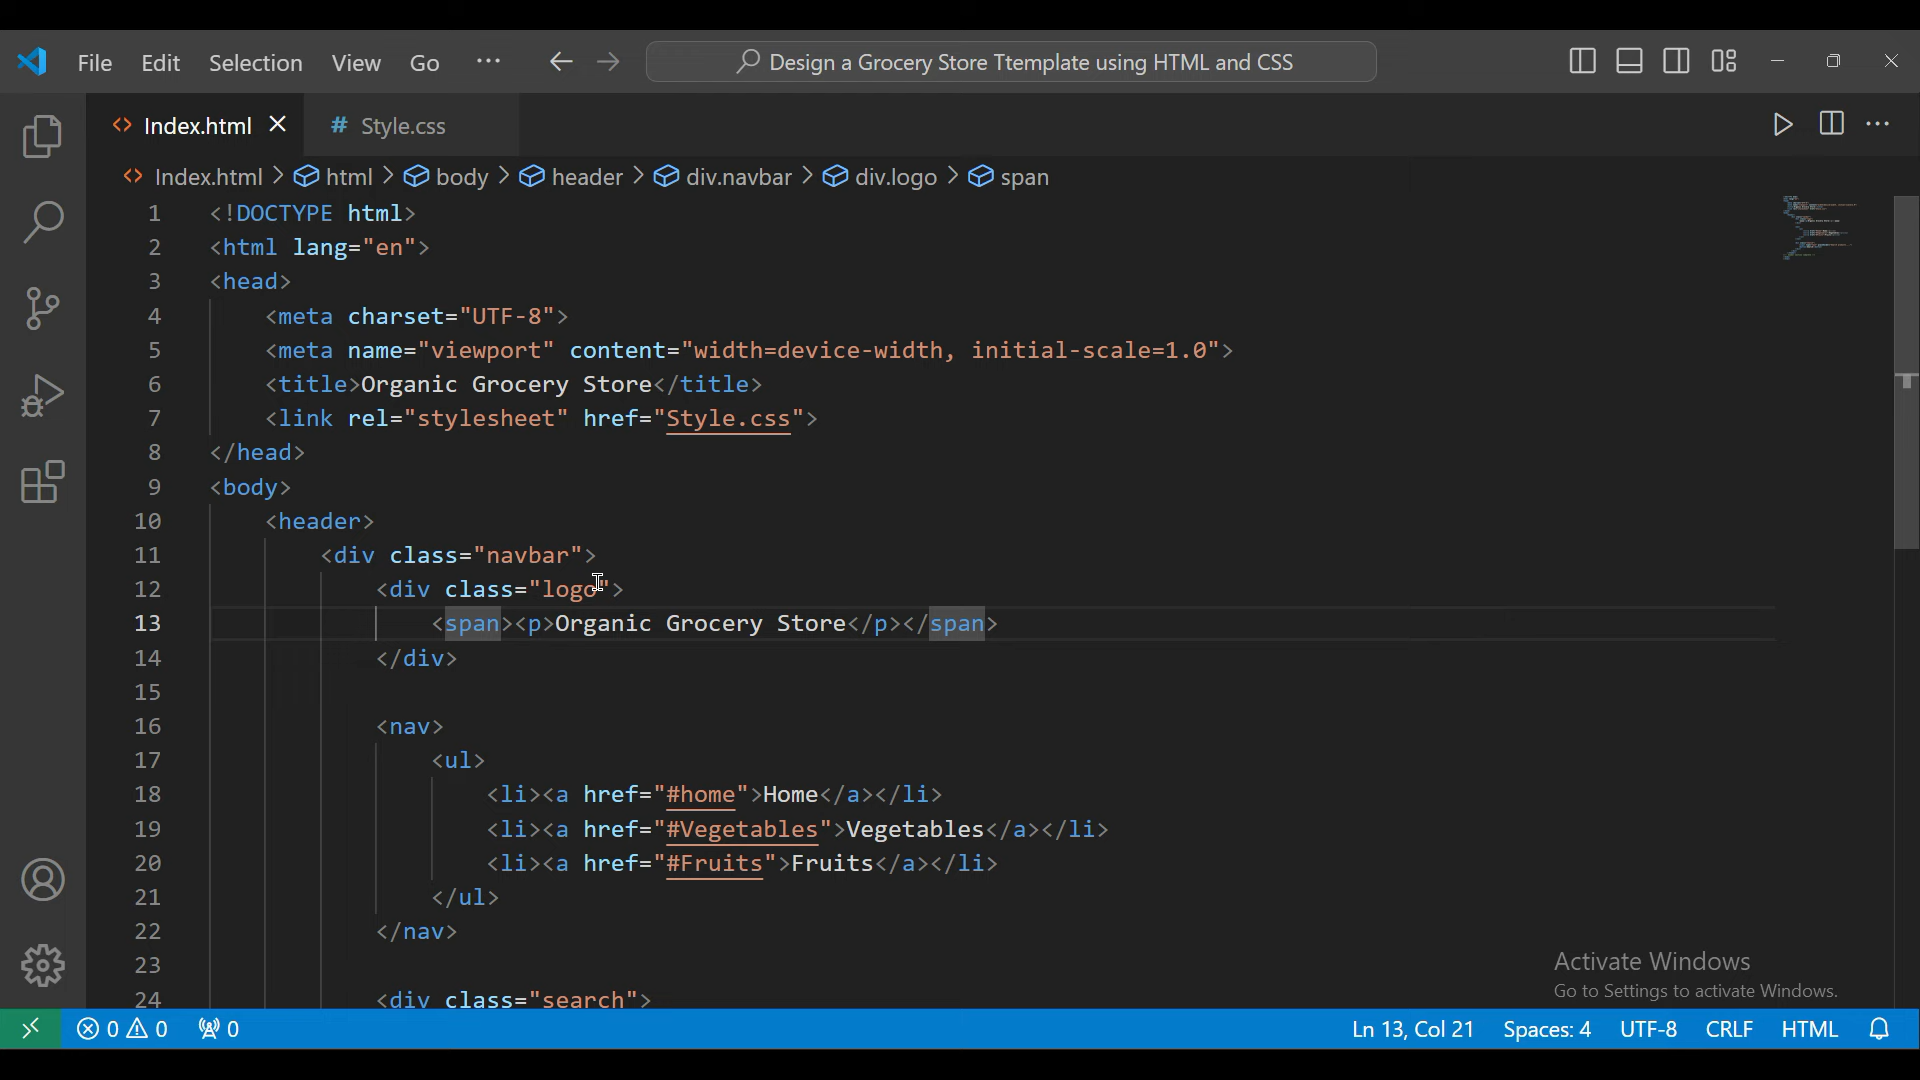 File Edit Selection View Go ··· Design a Grocery Store Ttemplate using HTML and CSS
Index.html # Style.css
Index.html > html > body > header > div.navbar > div.logo > span
1 <!DOCTYPE html>
2 <html lang="en">
3 <head>
4 <meta charset="UTF-8">
5 <meta name="viewport" content="width=device-width, initial-scale=1.0">
6 <title>Organic Grocery Store</title>
7 <link rel="stylesheet" href="Style.css">
8 </head>
9 <body>
10 <header>
11 <div class="navbar">
12 <div class="logo">
13 <span><p>Organic Grocery Store</p></span>
14 </div>
15
16 <nav>
17 <ul>
18 <li><a href="#home">Home</a></li>
19 <li><a href="#Vegetables">Vegetables</a></li>
20 <li><a href="#Fruits">Fruits</a></li>
21 </ul>
22 </nav>
23
24 <div class="search">
Activate Windows
Go to Settings to activate Windows.
0 0 0 Ln 13, Col 21 Spaces: 4 UTF-8 CRLF HTML